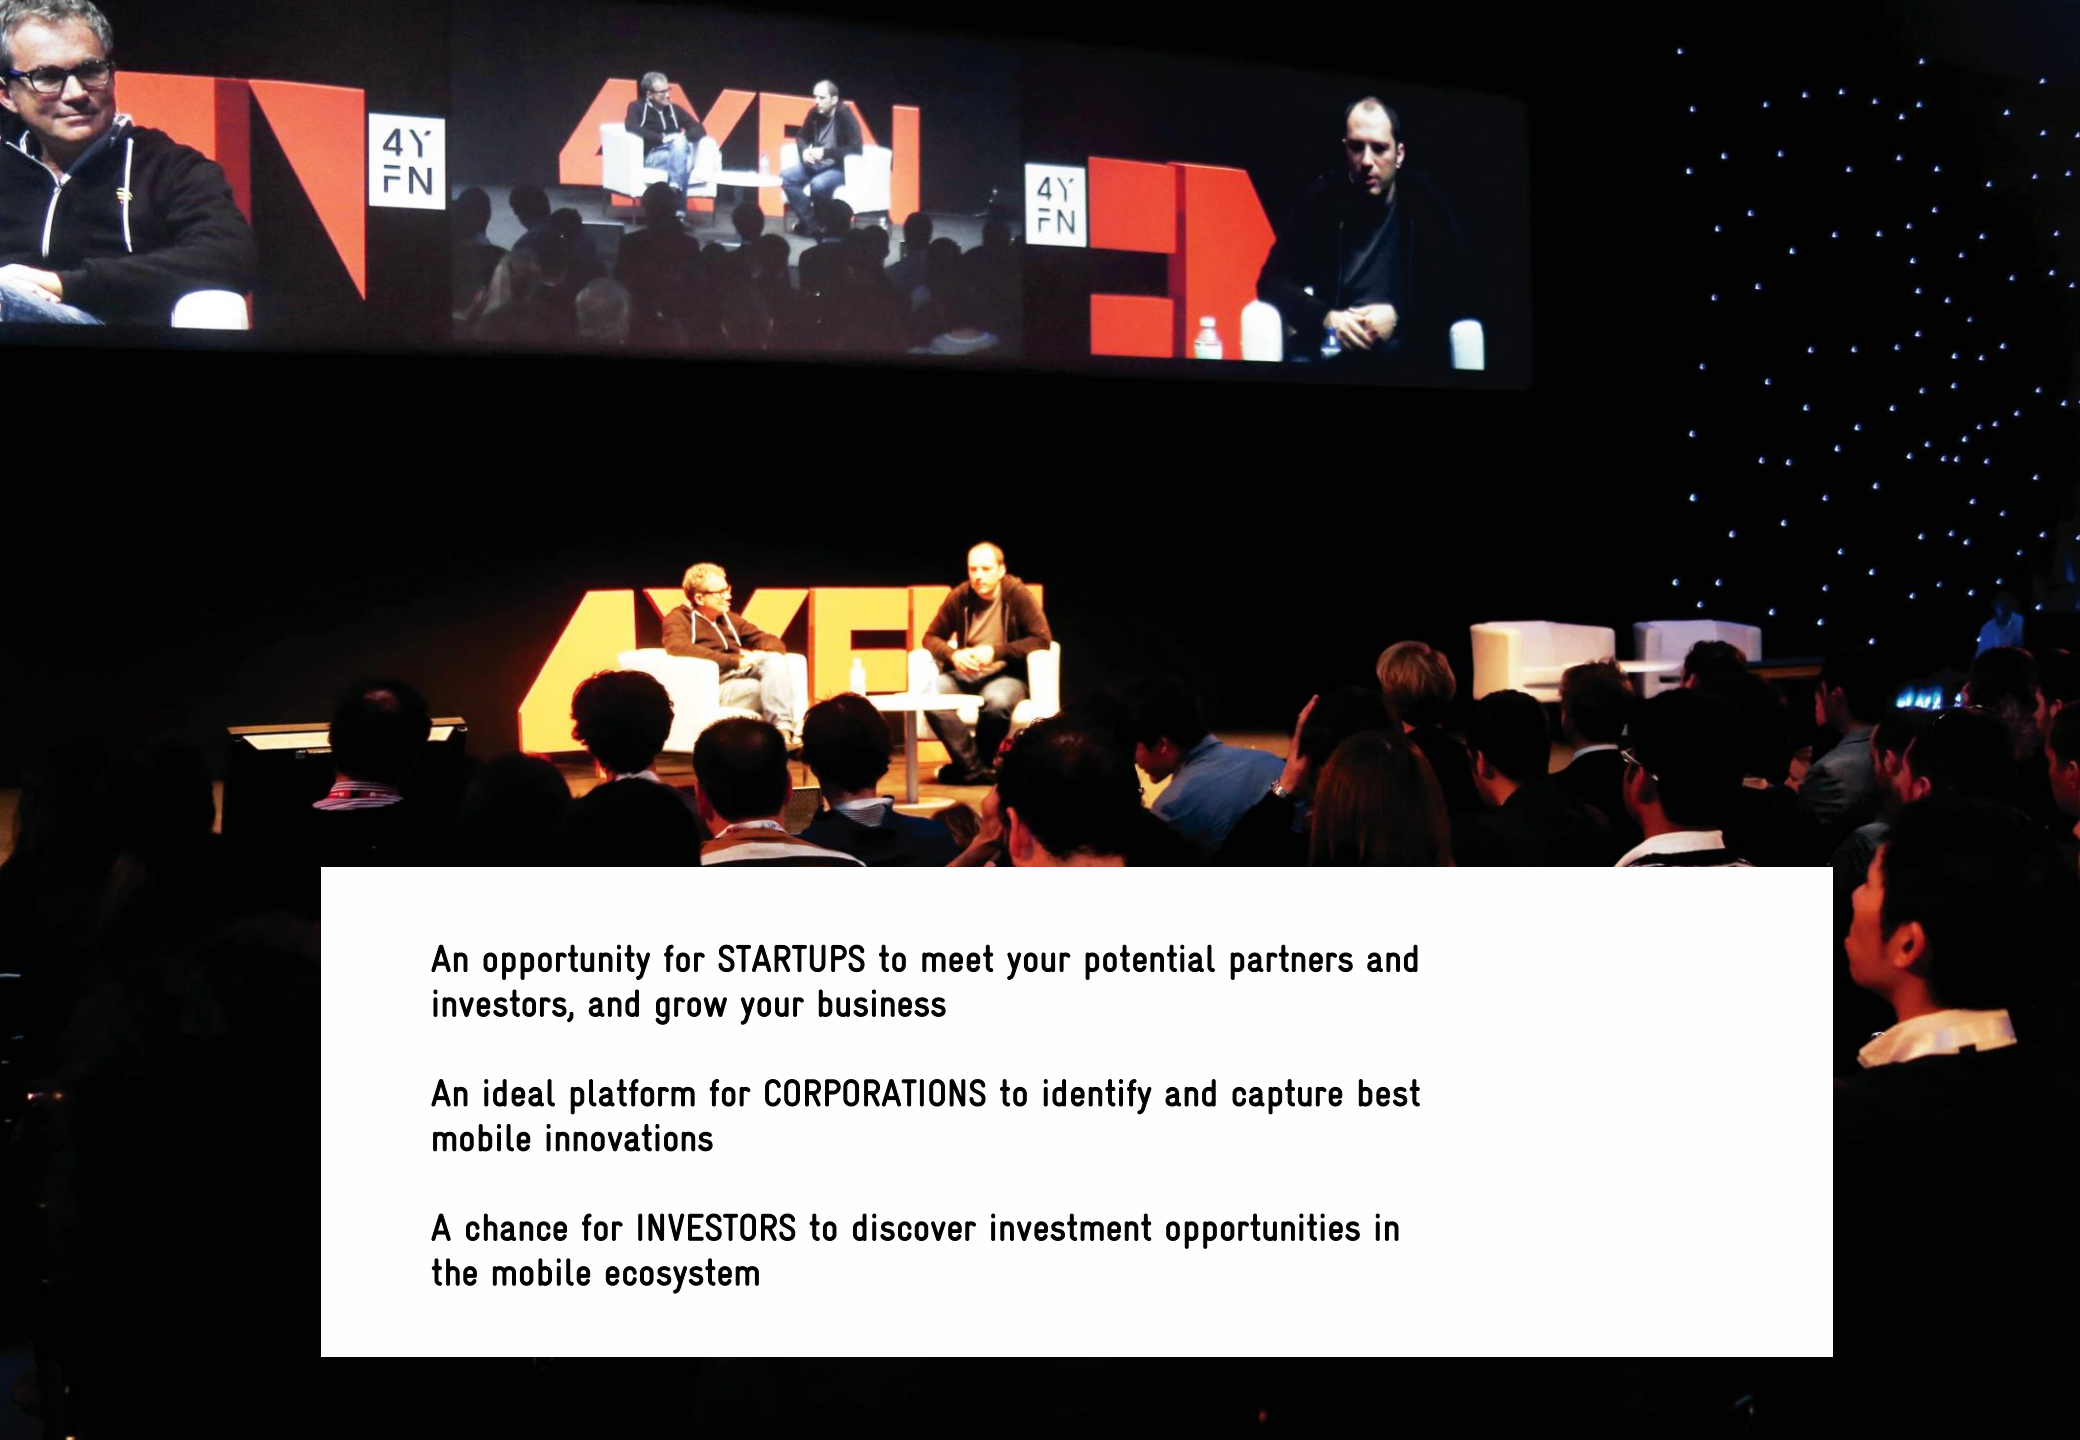 4Y
FN
4YFN
4Y
FN
4YFN
An opportunity for STARTUPS to meet your potential partners and
investors, and grow your business
An ideal platform for CORPORATIONS to identify and capture best
mobile innovations
A chance for INVESTORS to discover investment opportunities in
the mobile ecosystem